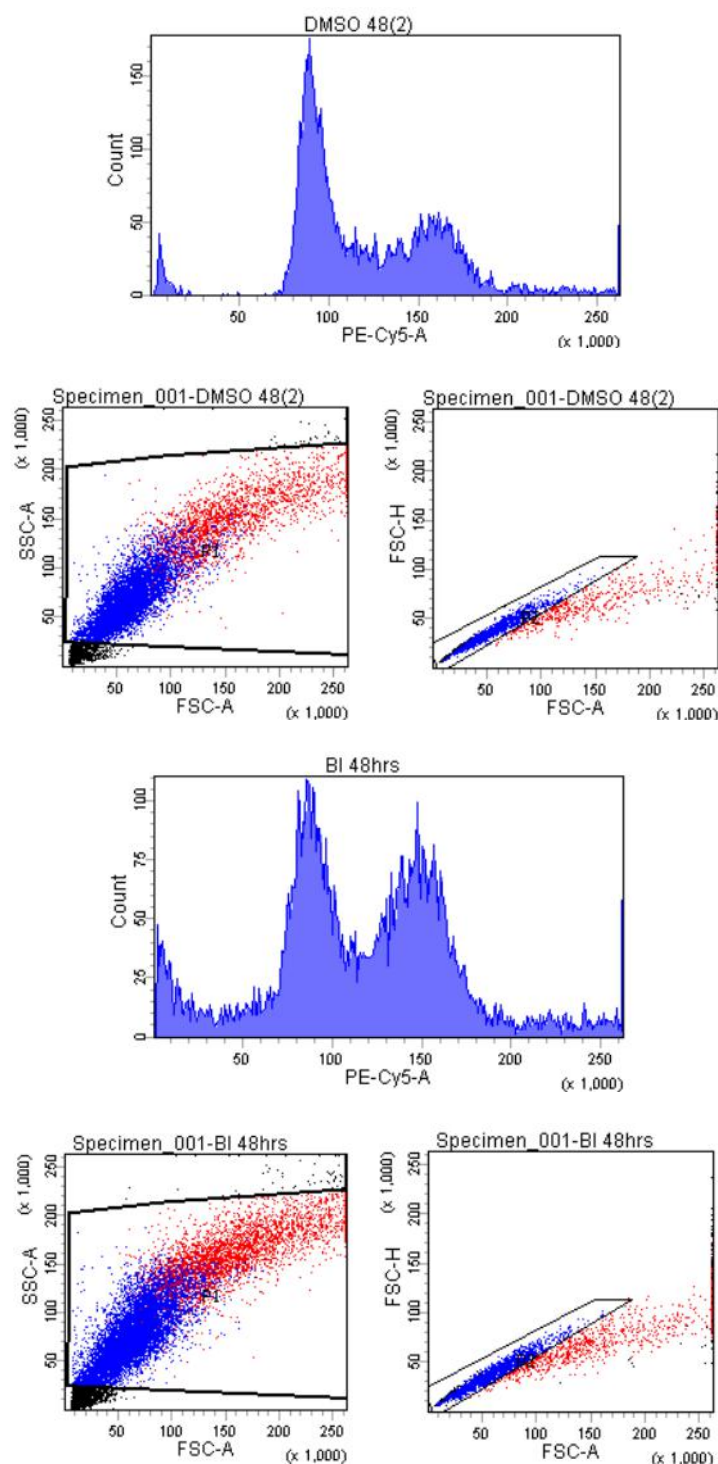 DMSO 48(2)
Count
150
100
50
0
50 100 150 200 250
PE-Cy5-A
(x 1,000)
Specimen_001-DMSO 48(2)
SSC-A
(x 1,000)
250
200
150
100
50
P1
50 100 150 200 250
FSC-A
(x 1,000)
Specimen_001-DMSO 48(2)
FSC-H
(x 1,000)
250
200
150
100
50
50 100 150 200 250
FSC-A
(x 1,000)
BI 48hrs
Count
100
75
50
25
0
50 100 150 200 250
PE-Cy5-A
(x 1,000)
Specimen_001-BI 48hrs
SSC-A
(x 1,000)
250
200
150
100
50
P1
50 100 150 200 250
FSC-A
(x 1,000)
Specimen_001-BI 48hrs
FSC-H
(x 1,000)
250
200
150
100
50
50 100 150 200 250
FSC-A
(x 1,000)